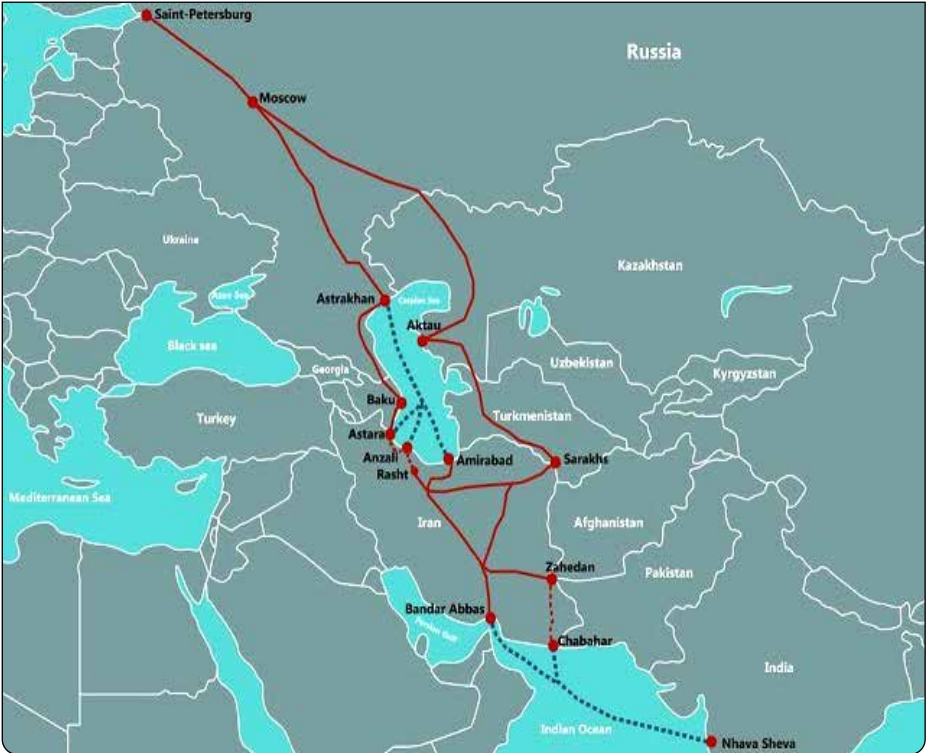 Saint-Petersburg
Russia
Moscow
Ukraina
Kazakhstan
Astrakhan
Caspian Sea
Azov Sea
Aktau
Black sea
Georgia
Uzbekistan
Kyrgyzstan
Baku
Turkey
Turkmenistan
Astara
Anzali
Amirabad
Sarakhs
Rasht
Mediterranean Sea
Iran
Afghanistan
Zahedan
Pakistan
Bandar Abbas
Persian Gulf
Chabahar
India
Indian Ocean
Nhava Sheva